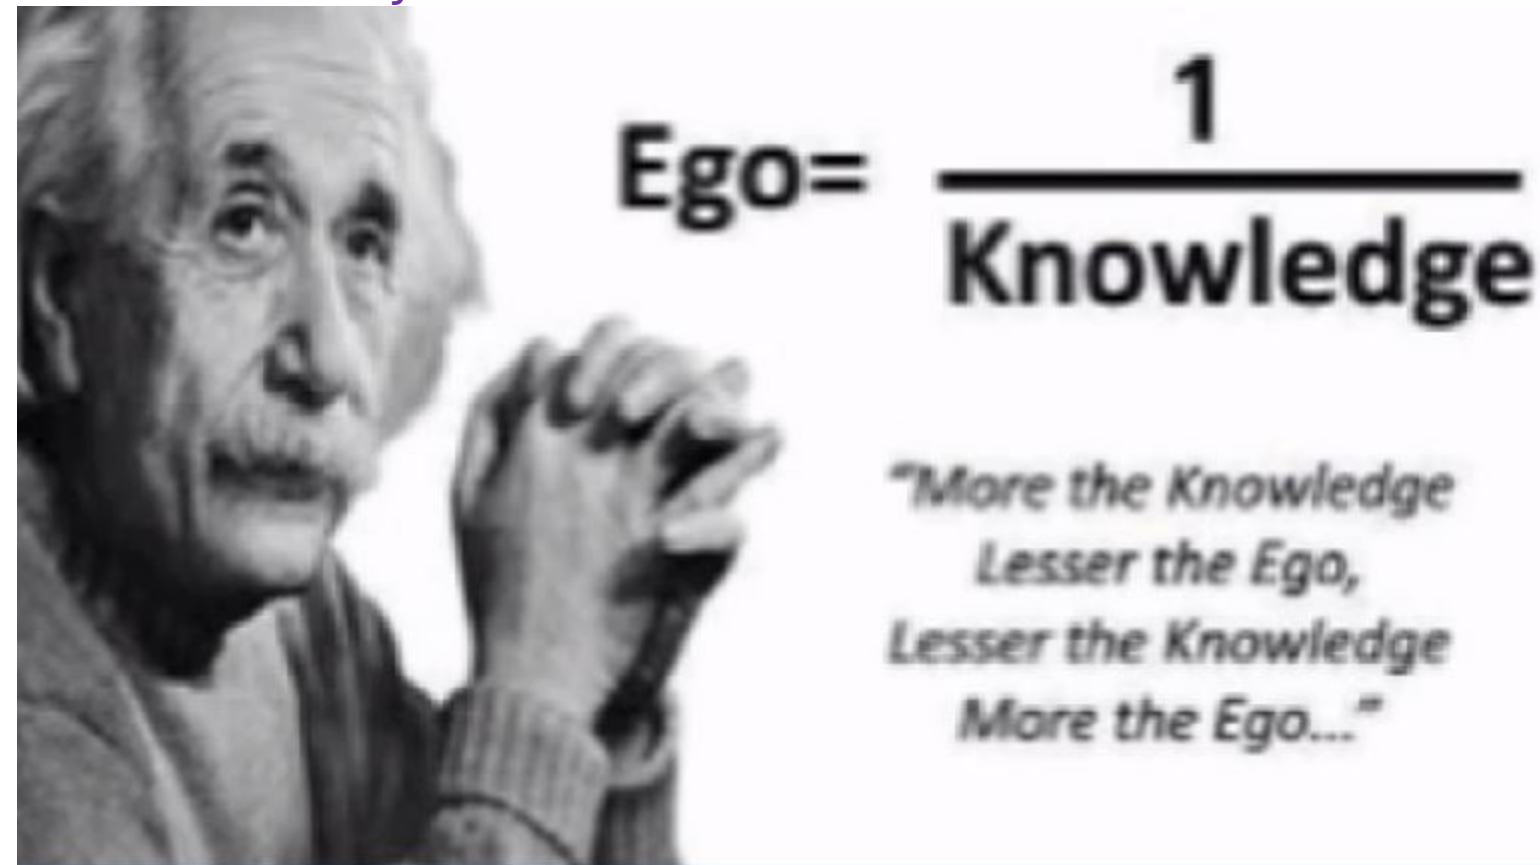 Ego=
1
Knowledge
“More the Knowledge
Lesser the Ego,
Lesser the Knowledge
More the Ego...”